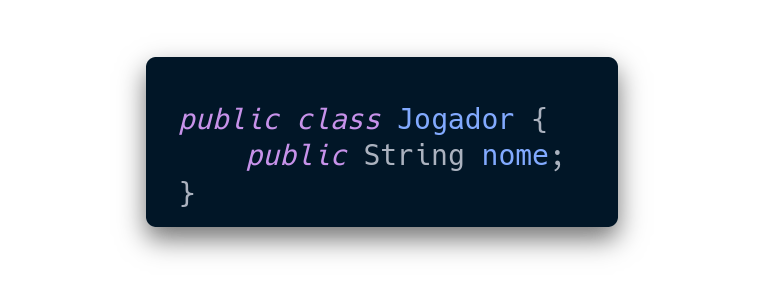 public class Jogador {
    public String nome;
}